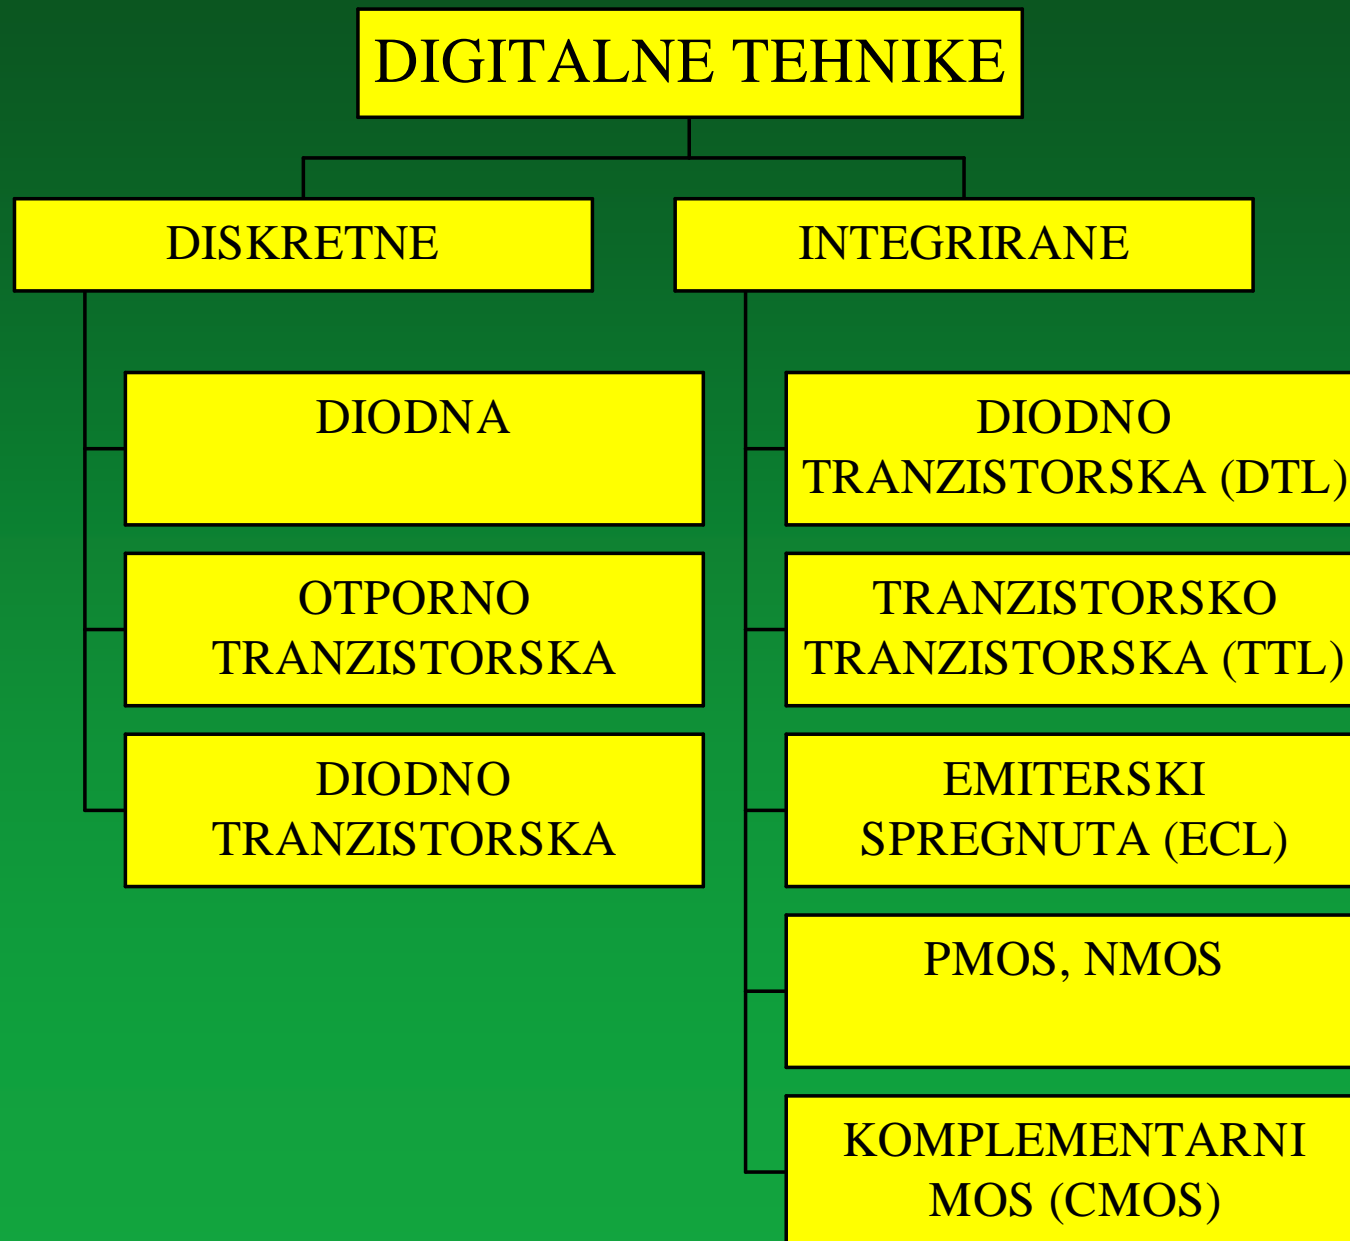 DIGITALNE TEHNIKE
DISKRETNE
INTEGRIRANE
DIODNA
OTPORNO
TRANZISTORSKA
DIODNO
TRANZISTORSKA
DIODNO
TRANZISTORSKA (DTL)
TRANZISTORSKO
TRANZISTORSKA (TTL)
EMITERSKI
SPREGNUTA (ECL)
PMOS, NMOS
KOMPLEMENTARNI
MOS (CMOS)